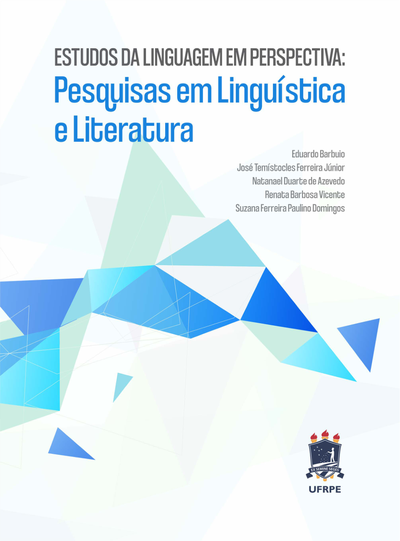 ESTUDOS DA LINGUAGEM EM PERSPECTIVA:
Pesquisas em Linguística
e Literatura
Eduardo Barbuio
José Temístocles Ferreira Júnior
Natanael Duarte de Azevedo
Renata Barbosa Vicente
Suzana Ferreira Paulino Domingos
UFRPE